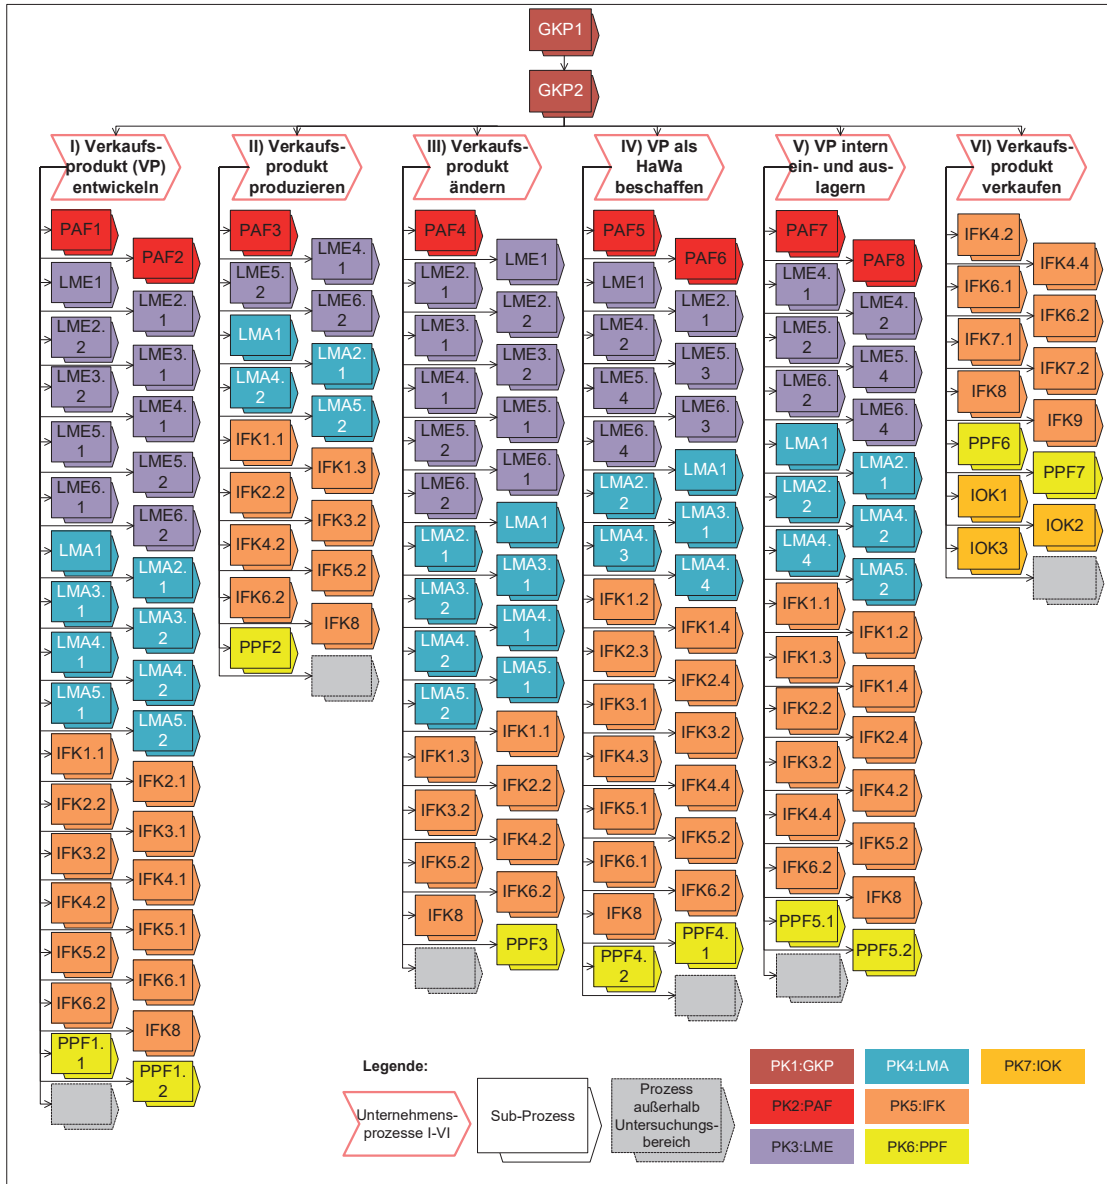 GKP1
GKP2
I) Verkaufs-
produkt (VP)
entwickeln
II) Verkaufs-
produkt
produzieren
III) Verkaufs-
produkt
ändern
IV) VP als
HaWa
beschaffen
V) VP intern
ein- und aus-
lagern
VI) Verkaufs-
produkt
verkaufen
PAF1
PAF2
LME1
LME2.
1
LME2.
2
LME3.
1
LME3.
2
LME4.
1
LME5.
1
LME5.
2
LME6.
1
LME6.
2
LMA1
LMA2.
1
LMA3.
1
LMA3.
2
LMA4.
1
LMA4.
2
LMA5.
1
LMA5.
2
IFK1.1
IFK2.1
IFK2.2
IFK3.1
IFK3.2
IFK4.1
IFK4.2
IFK5.1
IFK5.2
IFK6.1
IFK6.2
IFK8
PPF1.
1
PPF1.
2
PAF3
LME4.
1
LME5.
2
LME6.
2
LMA1
LMA2.
1
LMA4.
2
LMA5.
2
IFK1.1
IFK1.3
IFK2.2
IFK3.2
IFK4.2
IFK5.2
IFK6.2
IFK8
PPF2
PAF4
LME1
LME2.
1
LME2.
2
LME3.
1
LME3.
2
LME4.
1
LME5.
1
LME5.
2
LME6.
1
LME6.
2
LMA1
LMA2.
1
LMA3.
1
LMA3.
2
LMA4.
1
LMA4.
2
LMA5.
1
LMA5.
2
IFK1.1
IFK1.3
IFK2.2
IFK3.2
IFK4.2
IFK5.2
IFK6.2
IFK8
PPF3
PAF5
PAF6
LME1
LME2.
1
LME4.
2
LME5.
3
LME5.
4
LME6.
3
LME6.
4
LMA1
LMA2.
2
LMA3.
1
LMA4.
3
LMA4.
4
IFK1.2
IFK1.4
IFK2.3
IFK2.4
IFK3.1
IFK3.2
IFK4.3
IFK4.4
IFK5.1
IFK5.2
IFK6.1
IFK6.2
IFK8
PPF4.
1
PPF4.
2
PAF7
PAF8
LME4.
1
LME4.
2
LME5.
2
LME5.
4
LME6.
2
LME6.
4
LMA1
LMA2.
1
LMA2.
2
LMA4.
2
LMA4.
4
LMA5.
2
IFK1.1
IFK1.2
IFK1.3
IFK1.4
IFK2.2
IFK2.4
IFK3.2
IFK4.2
IFK4.4
IFK5.2
IFK6.2
IFK8
PPF5.1
PPF5.2
IFK4.2
IFK4.4
IFK6.1
IFK6.2
IFK7.1
IFK7.2
IFK8
IFK9
PPF6
PPF7
IOK1
IOK2
IOK3
Legende:
Unternehmens-
prozesse I-VI
Sub-Prozess
Prozess
außerhalb
Untersuchungs-
bereich
PK1:GKP
PK4:LMA
PK7:IOK
PK2:PAF
PK5:IFK
PK3:LME
PK6:PPF